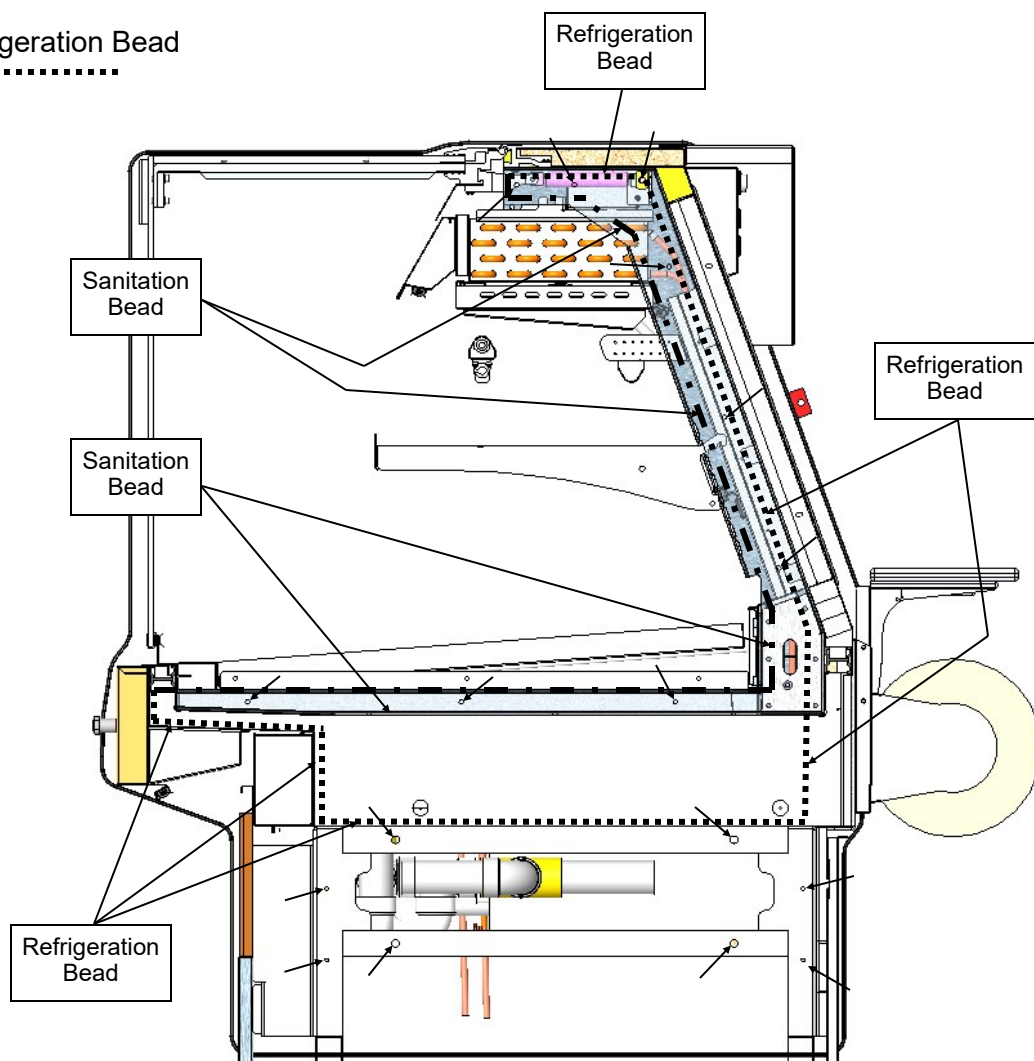 geration Bead
Refrigeration
Bead
Sanitation
Bead
Refrigeration
Bead
Sanitation
Bead
Refrigeration
Bead